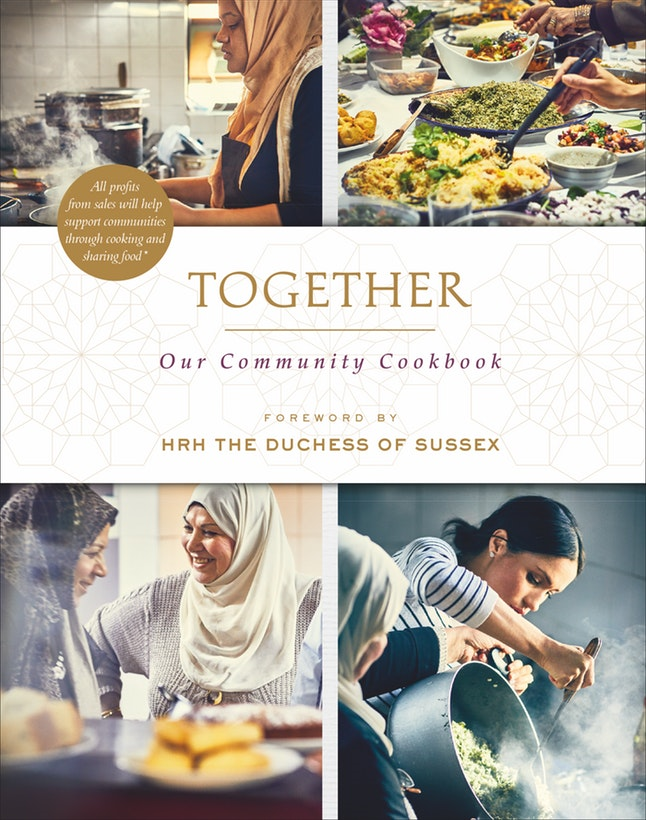 All profits
from sales will help
support communities
through cooking and
sharing food*
TOGETHER
Our Community Cookbook
FOREWORD BY
HRH THE DUCHESS OF SUSSEX